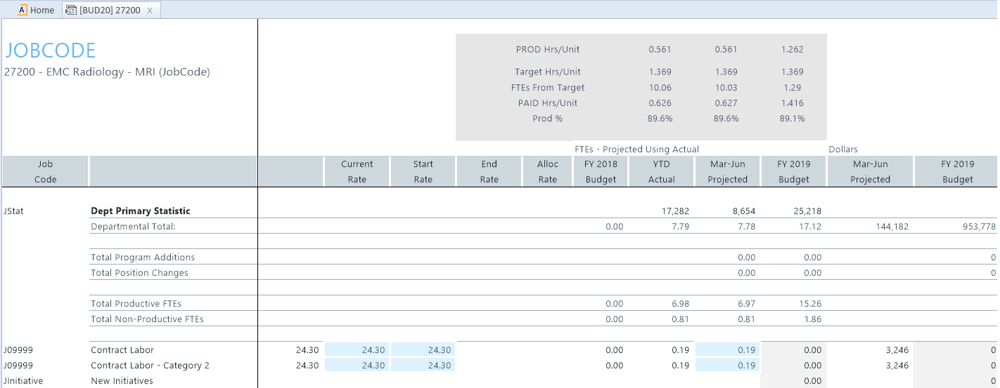 A Home [BUD20] 27200 x
JOBCODE
27200 - EMC Radiology - MRI (JobCode)
PROD Hrs/Unit 0.561 0.561 1.262
Target Hrs/Unit 1.369 1.369 1.369
FTEs From Target 10.06 10.03 1.29
PAID Hrs/Unit 0.626 0.627 1.416
Prod % 89.6% 89.6% 89.1%
FTEs - Projected Using Actual Dollars
Job Current Start End Alloc FY 2018 YTD Mar-Jun FY 2019 Mar-Jun FY 2019
Code Rate Rate Rate Rate Budget Actual Projected Budget Projected Budget
JStat Dept Primary Statistic 17,282 8,654 25,218
Departmental Total: 0.00 7.79 7.78 17.12 144,182 953,778
Total Program Additions 0.00 0.00 0
Total Position Changes 0.00 0.00 0
Total Productive FTEs 0.00 6.98 6.97 15.26
Total Non-Productive FTEs 0.00 0.81 0.81 1.86
J09999 Contract Labor 24.30 24.30 24.30 0.00 0.19 0.19 0.00 3,246 0
J09999 Contract Labor - Category 2 24.30 24.30 24.30 0.00 0.19 0.19 0.00 3,246 0
JInitiative New Initiatives 0.00 0